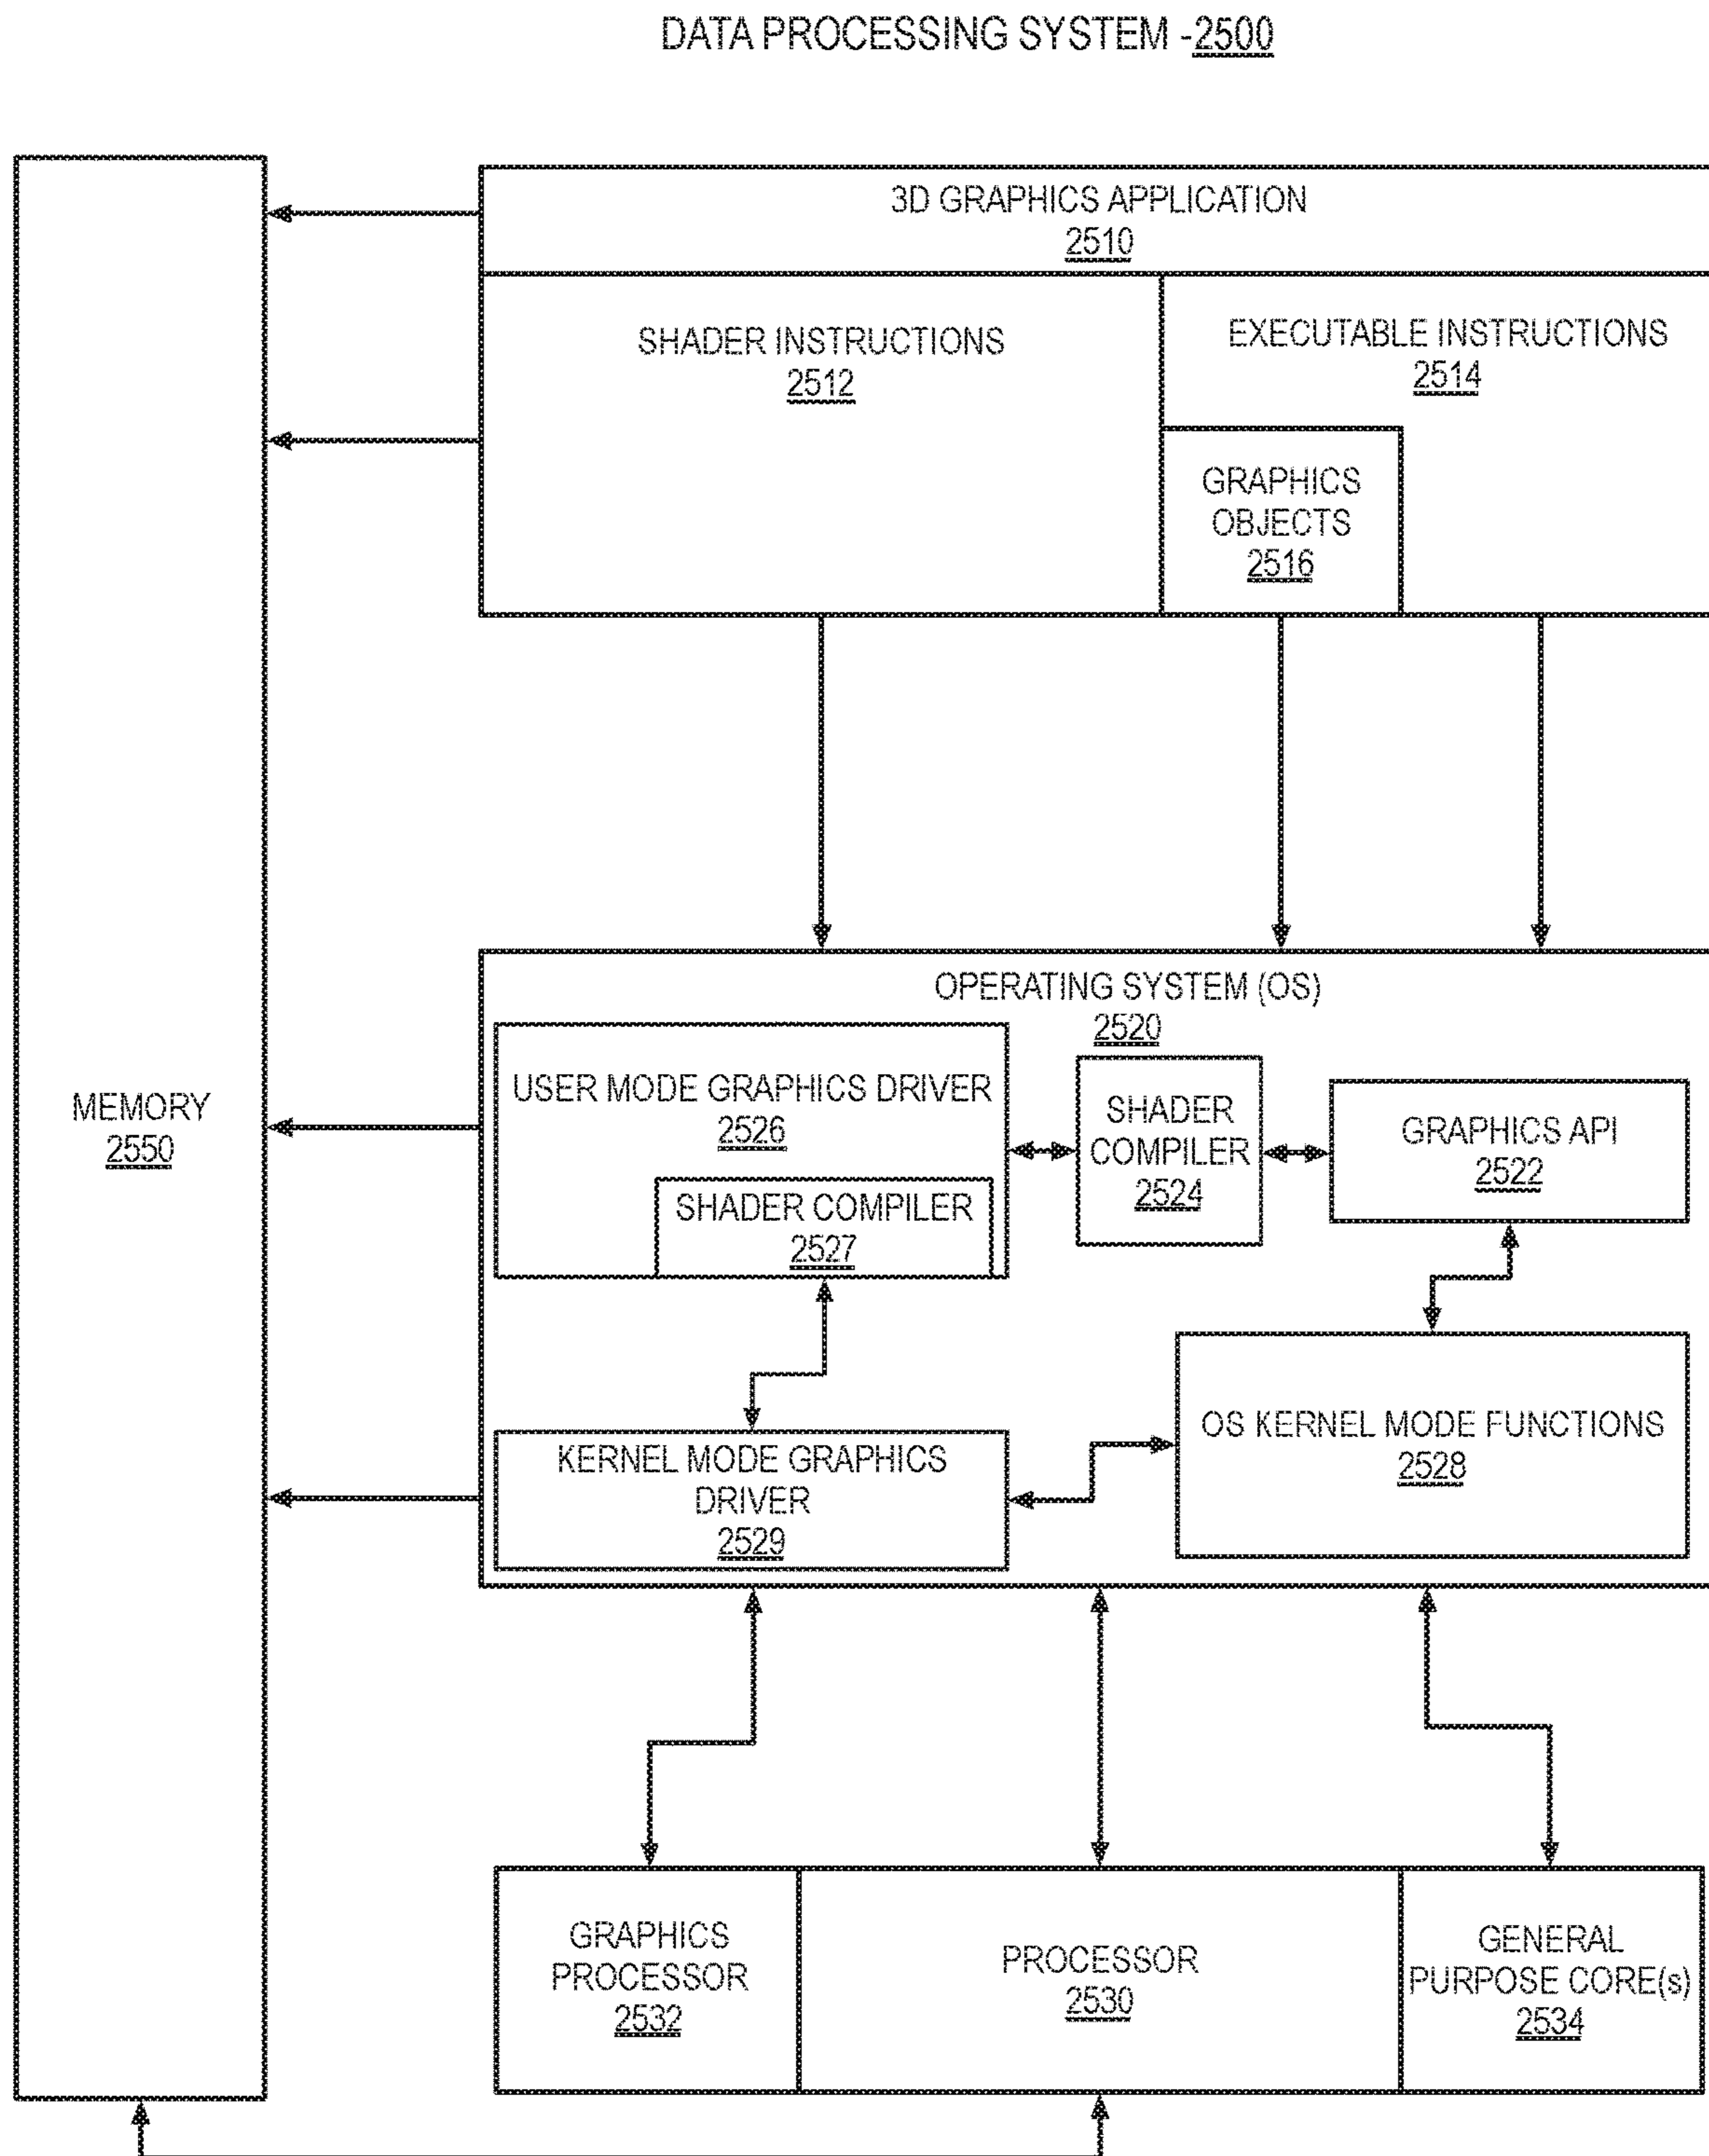 DATA PROCESSING SYSTEM -2500
3D GRAPHICS APPLICATION
2510
SHADER INSTRUCTIONS
2512
EXECUTABLE INSTRUCTIONS
2514
GRAPHICS
OBJECTS
2516
MEMORY
2550
OPERATING SYSTEM (OS)
2520
USER MODE GRAPHICS DRIVER
2526
SHADER COMPILER
2527
SHADER
COMPILER
2524
GRAPHICS API
2522
KERNEL MODE GRAPHICS
DRIVER
2529
OS KERNEL MODE FUNCTIONS
2528
GRAPHICS
PROCESSOR
2532
PROCESSOR
2530
GENERAL
PURPOSE CORE(s)
2534